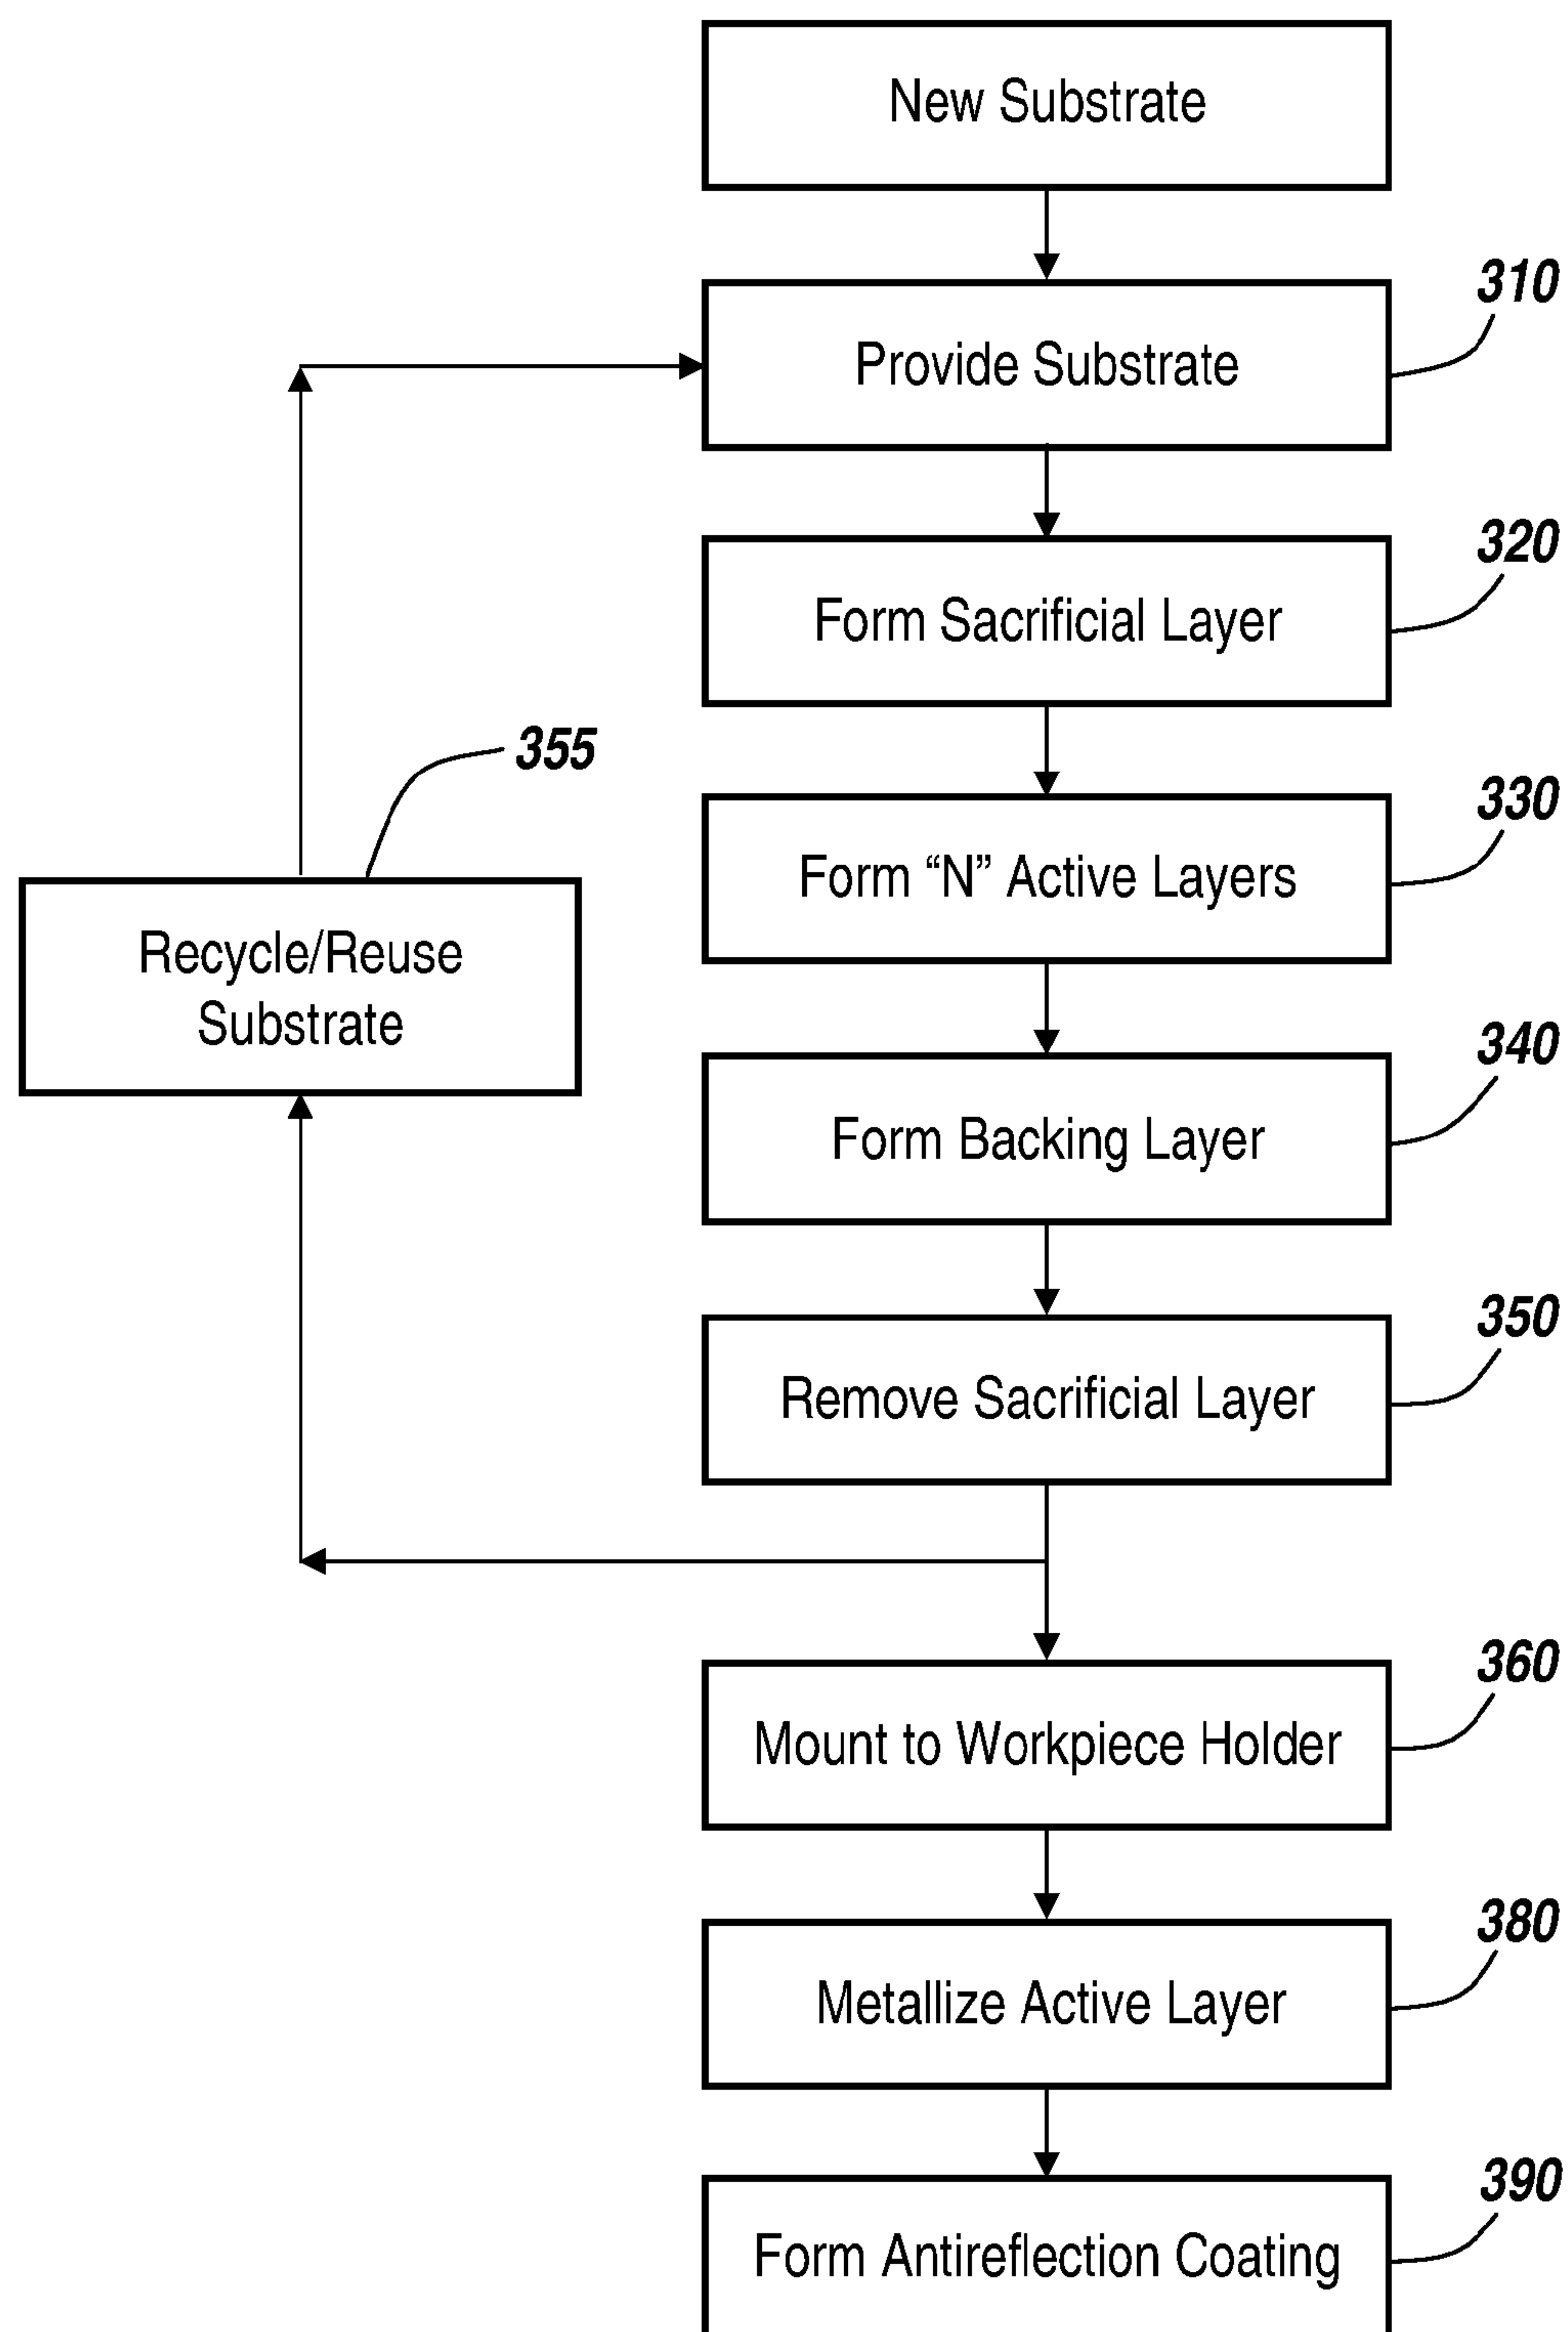 New Substrate
310
Provide Substrate
320
Form Sacrificial Layer
330
Form “N” Active Layers
355
Recycle/Reuse
Substrate
340
Form Backing Layer
350
Remove Sacrificial Layer
360
Mount to Workpiece Holder
380
Metallize Active Layer
390
Form Antireflection Coating